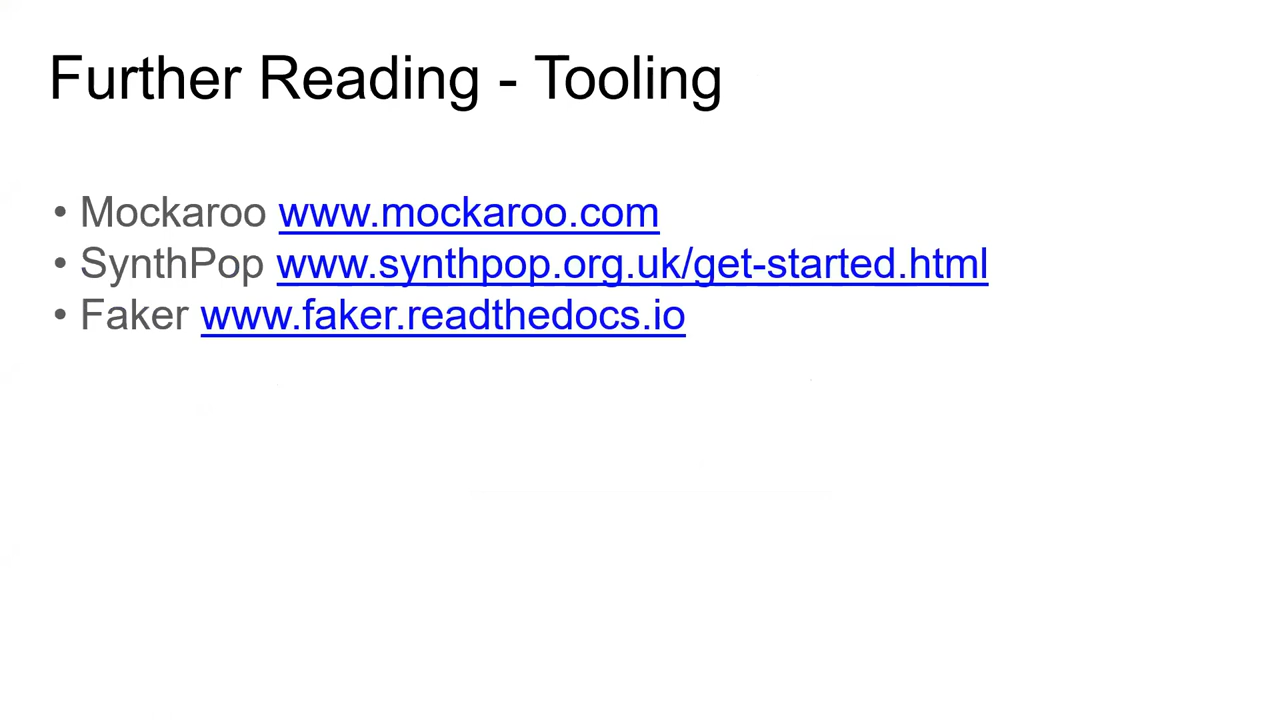 Further Reading - Tooling
• Mockaroo www.mockaroo.com
• SynthPop www.synthpop.org.uk/get-started.html
• Faker www.faker.readthedocs.io